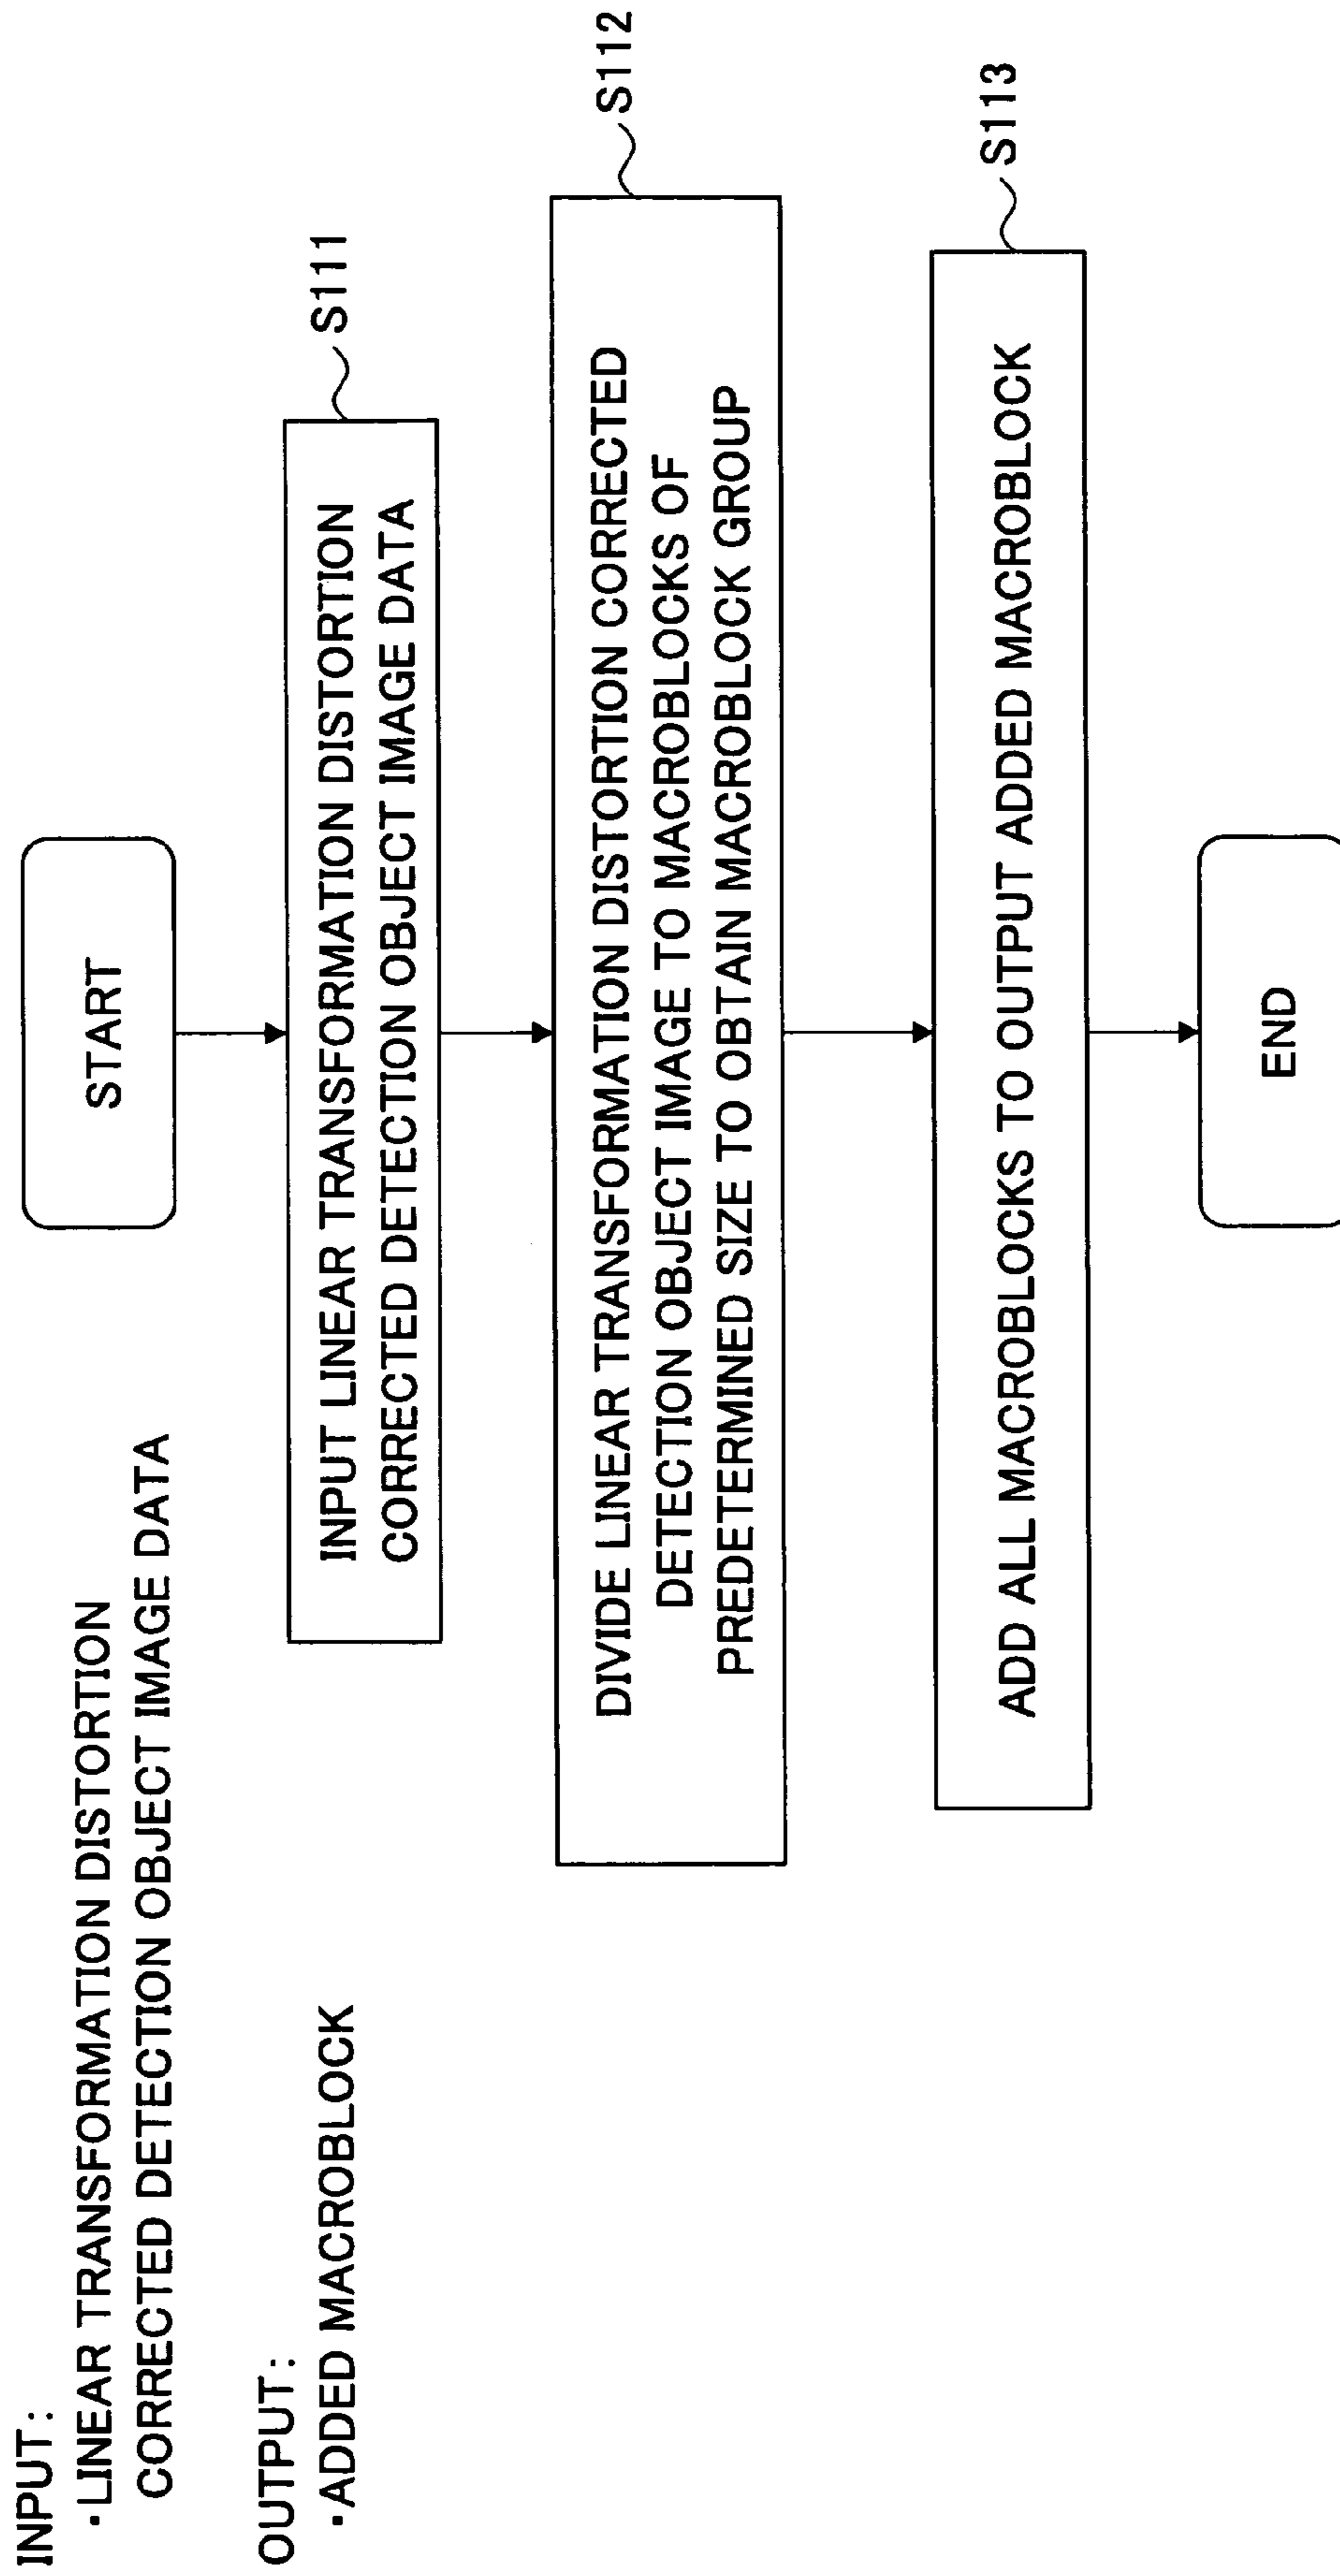 INPUT:
・LINEAR TRANSFORMATION DISTORTION
CORRECTED DETECTION OBJECT IMAGE DATA
OUTPUT:
・ADDED MACROBLOCK
START
INPUT LINEAR TRANSFORMATION DISTORTION
CORRECTED DETECTION OBJECT IMAGE DATA
S111
DIVIDE LINEAR TRANSFORMATION DISTORTION CORRECTED
DETECTION OBJECT IMAGE TO MACROBLOCKS OF
PREDETERMINED SIZE TO OBTAIN MACROBLOCK GROUP
S112
ADD ALL MACROBLOCKS TO OUTPUT ADDED MACROBLOCK
S113
END